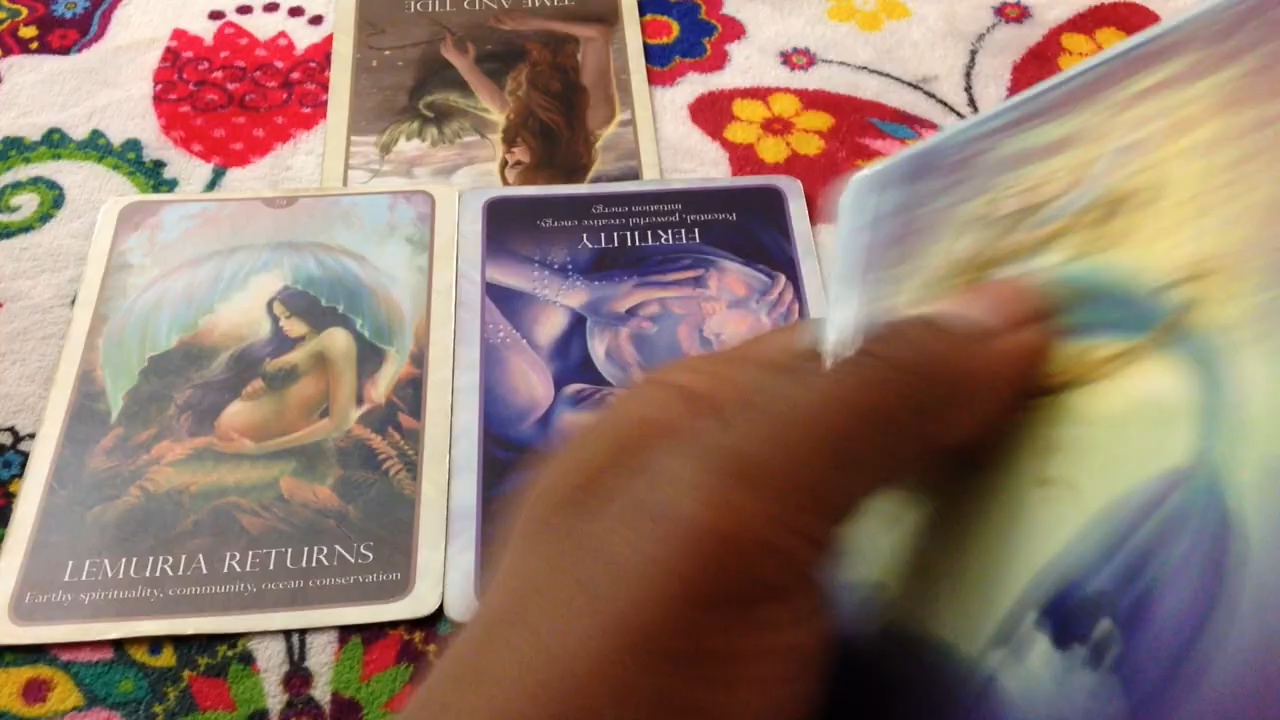 TIME AND TIDE
Potential, powerful creative energy,
initiation energy
FERTILITY
LEMURIA RETURNS
Earthy spirituality, community, ocean conservation